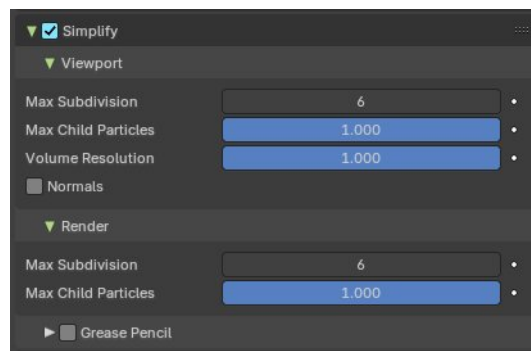 Simplify
Viewport
Max Subdivision 6
Max Child Particles 1.000
Volume Resolution 1.000
Normals
Render
Max Subdivision 6
Max Child Particles 1.000
Grease Pencil